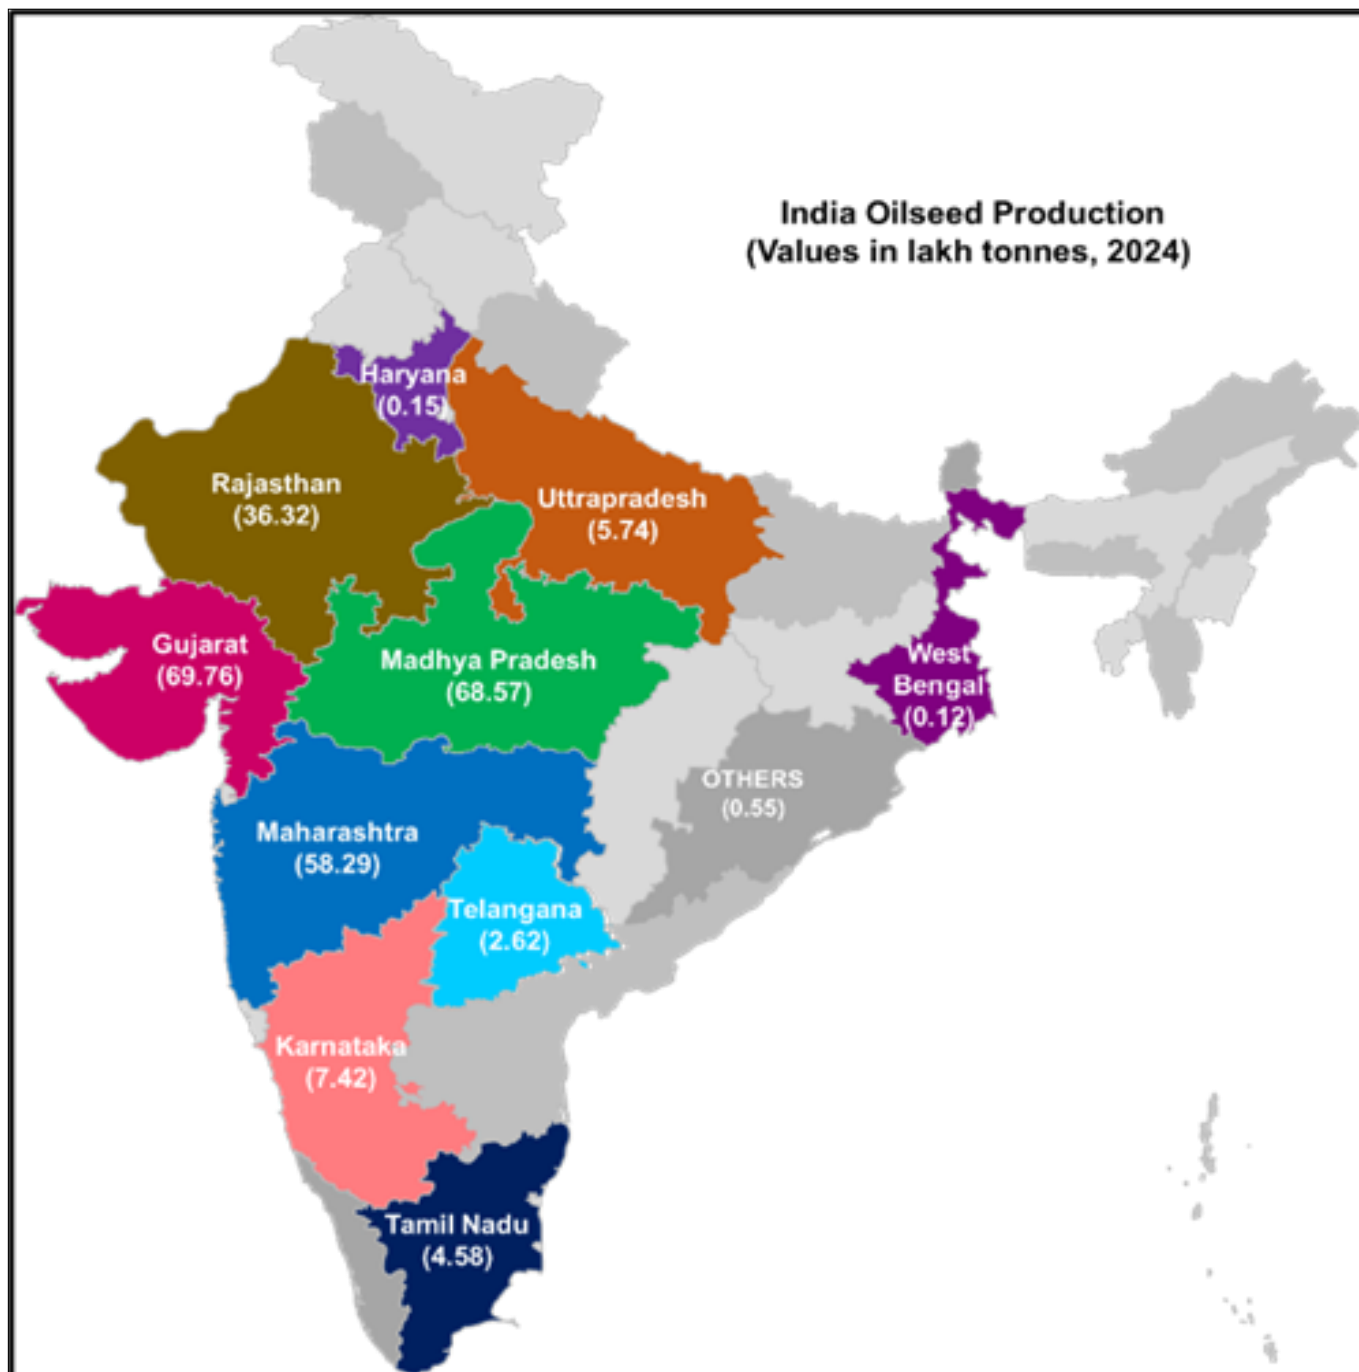 India Oilseed Production
(Values in lakh tonnes, 2024)
Haryana
(0.15)
Rajasthan
(36.32)
Uttrapradesh
(5.74)
Gujarat
(69.76)
Madhya Pradesh
(68.57)
West
Bengal
(0.12)
OTHERS
(0.55)
Maharashtra
(58.29)
Telangana
(2.62)
Karnataka
(7.42)
Tamil Nadu
(4.58)